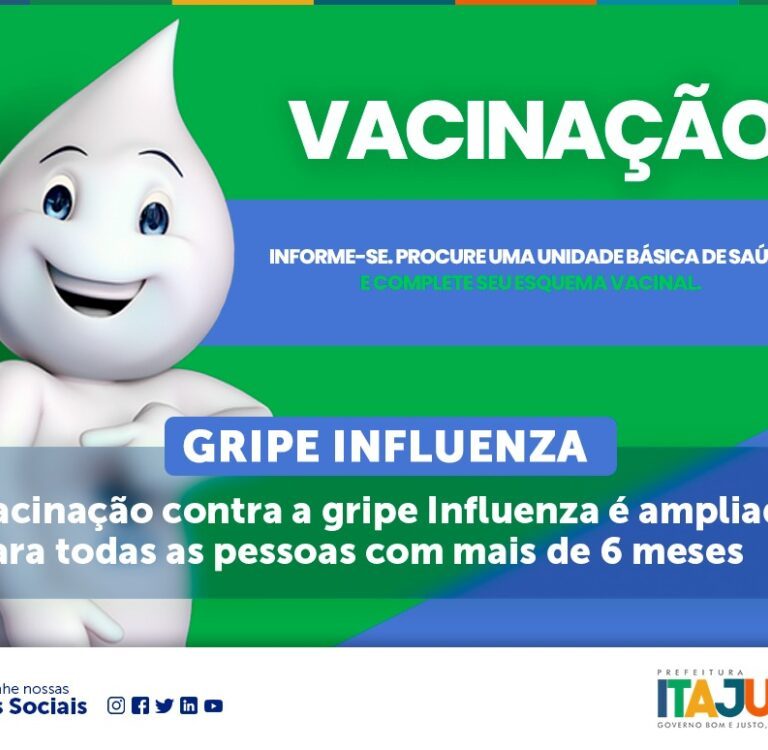 VACINAÇÃO
INFORME-SE. PROCURE UMA UNIDADE BÁSICA DE SAÚ
E COMPLETE SEU ESQUEMA VACINAL.
GRIPE INFLUENZA
acinação contra a gripe Influenza é ampliad
ara todas as pessoas com mais de 6 meses
nhe nossas
s Sociais
PREFEITURA
ITAJU
GOVERNO BOM E JUSTO,